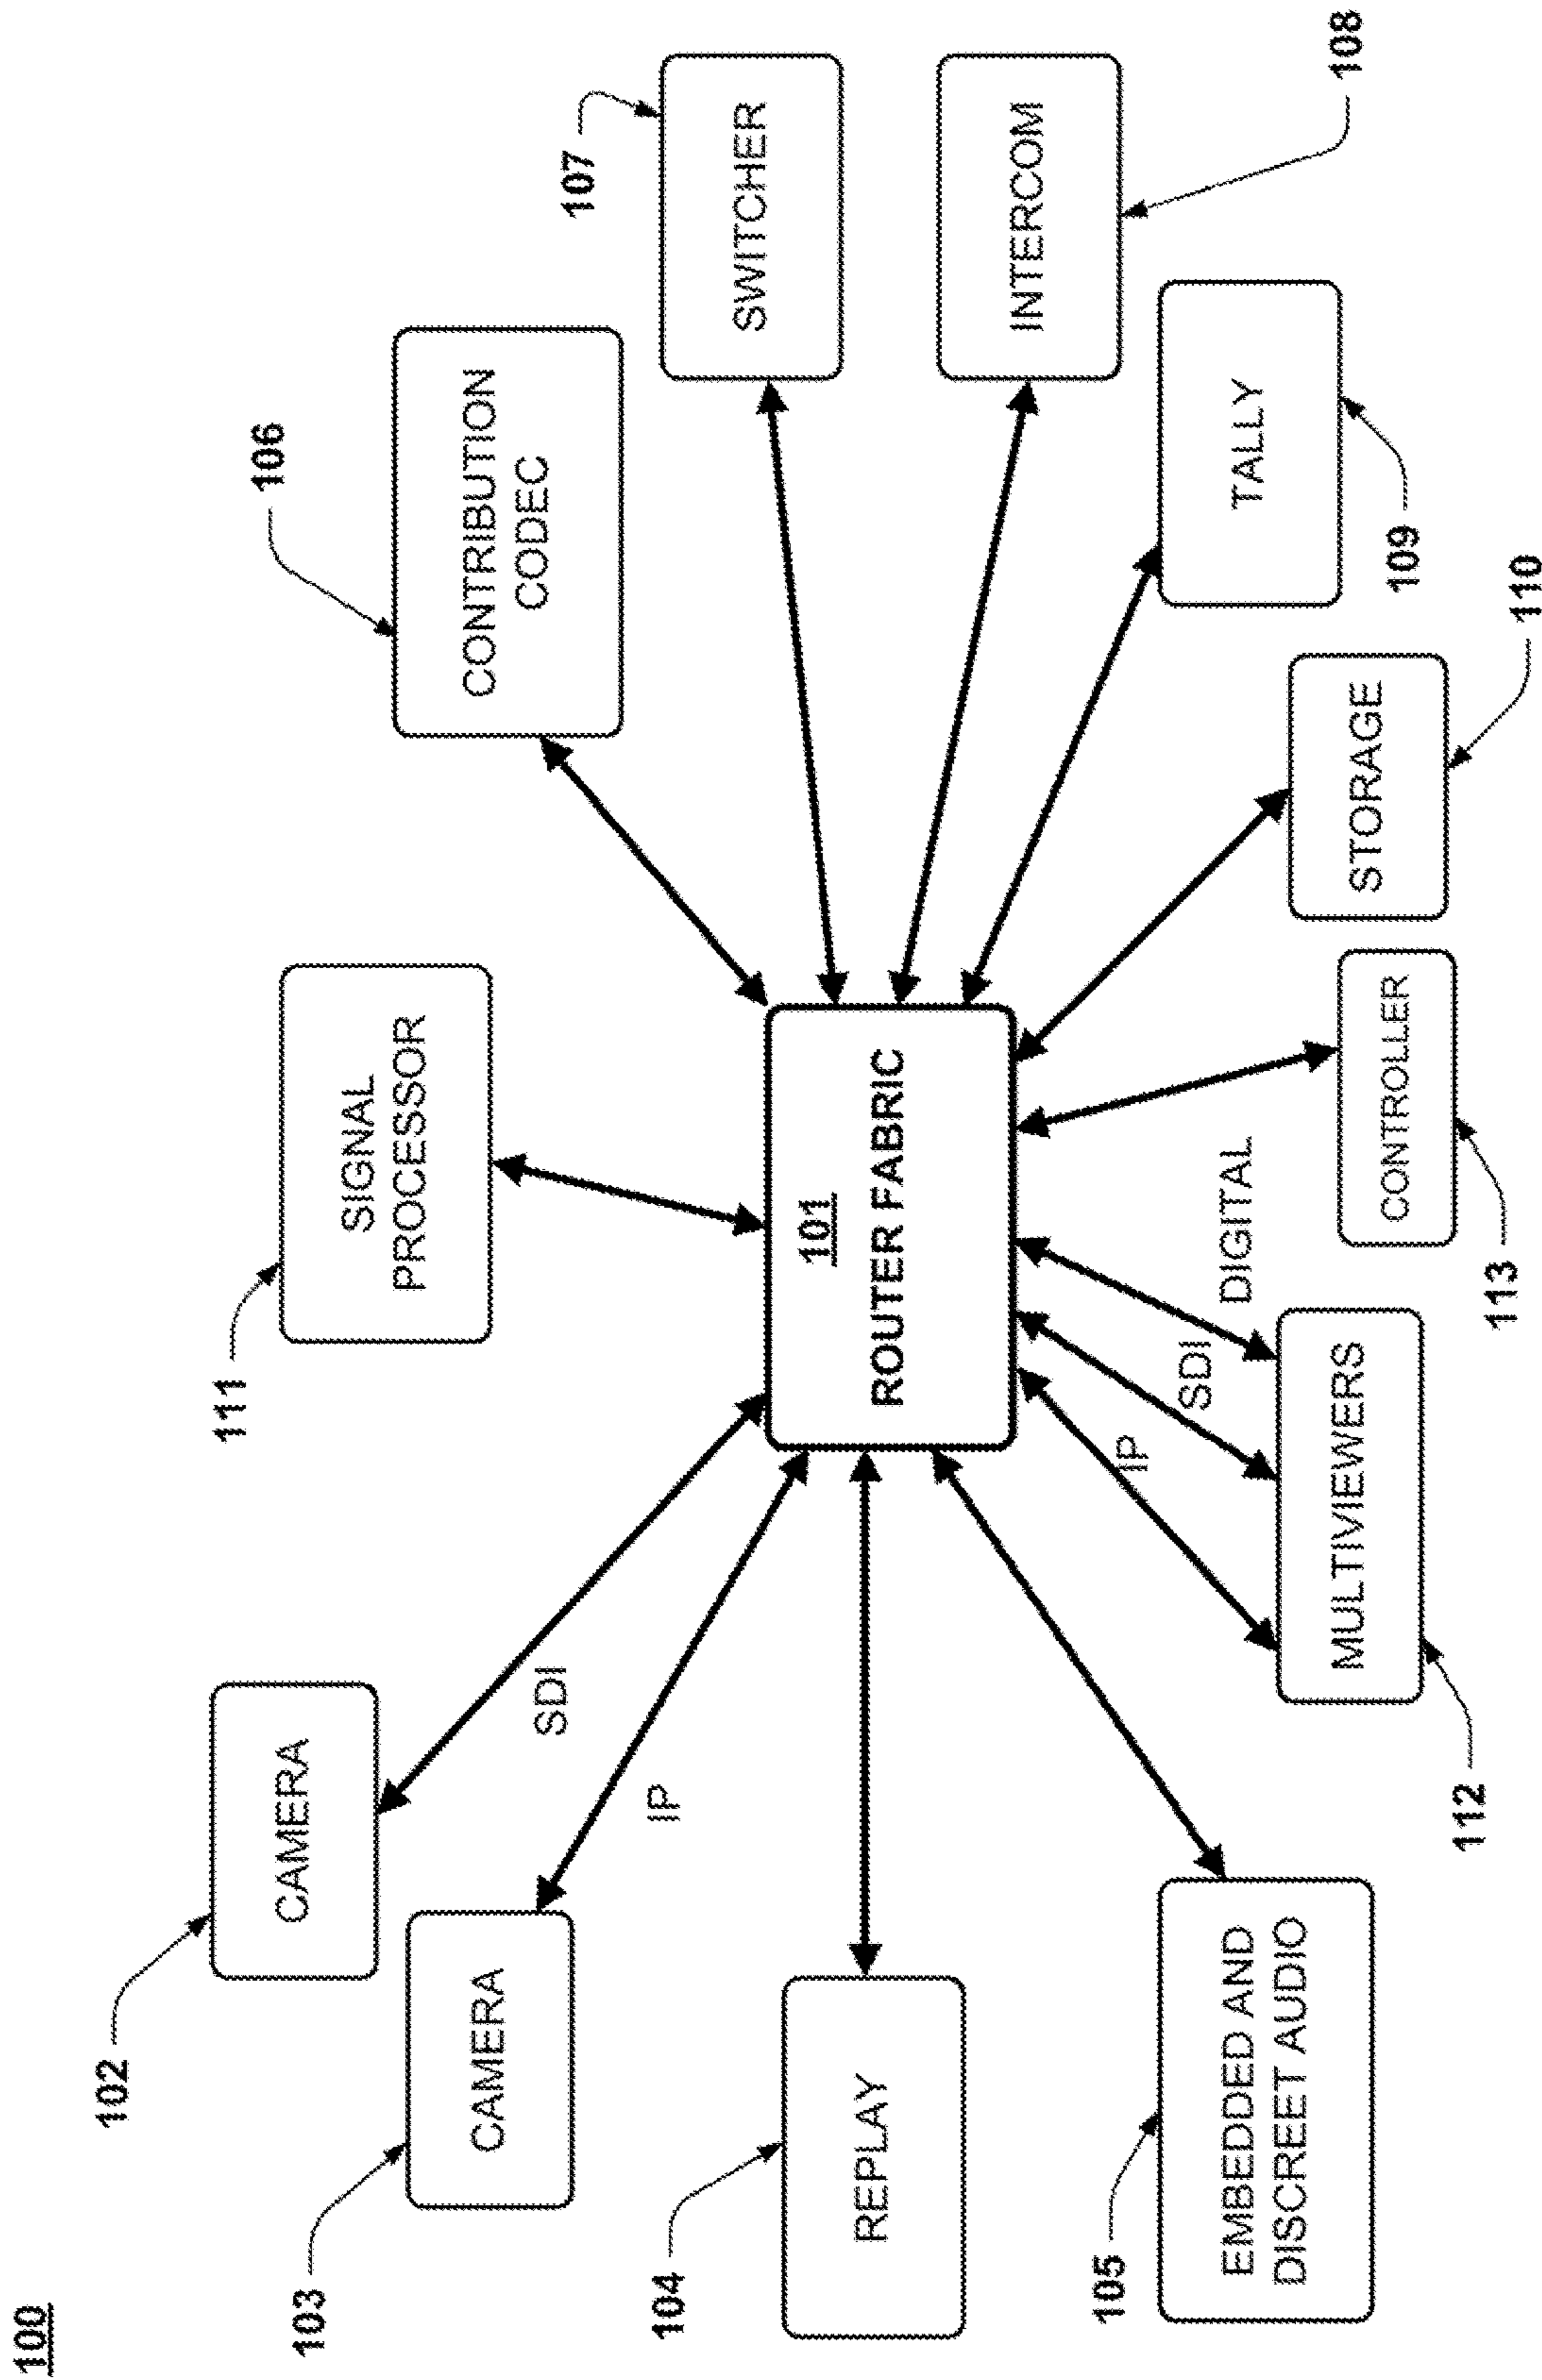 100
102
CAMERA
103
CAMERA
104
REPLAY
105
EMBEDDED AND
DISCREET AUDIO
SDI
IP
111
SIGNAL
PROCESSOR
101
ROUTER FABRIC
IP
SDI
DIGITAL
MULTIVIEWERS
112
CONTROLLER
113
106
CONTRIBUTION
CODEC
107
SWITCHER
INTERCOM
108
TALLY
109
STORAGE
110